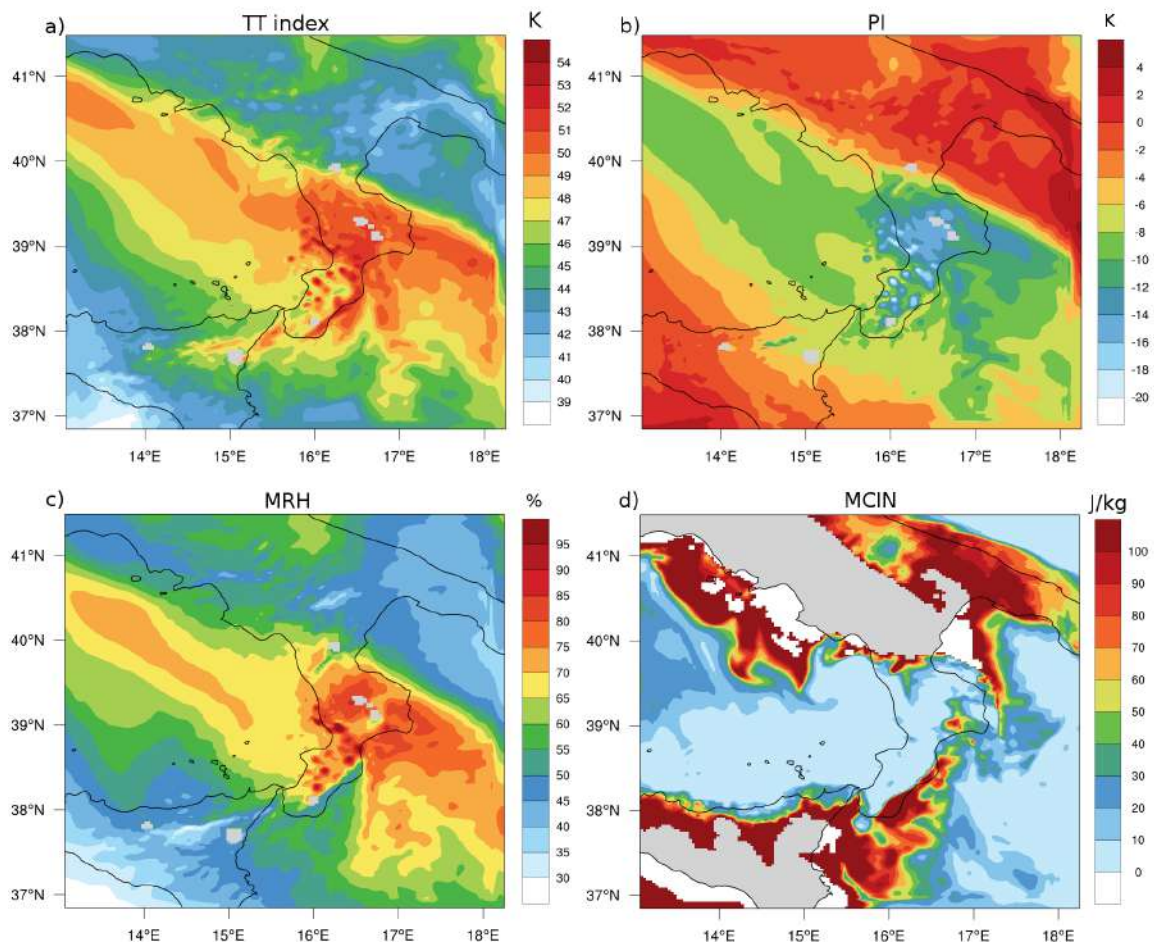 a) TT index K
41°N
40°N
39°N
38°N
37°N
14°E 15°E 16°E 17°E 18°E
54
53
52
51
50
49
48
47
46
45
44
43
42
41
40
39
b) PI K
41°N
40°N
39°N
38°N
37°N
14°E 15°E 16°E 17°E 18°E
4
2
0
-2
-4
-6
-8
-10
-12
-14
-16
-18
-20
c) MRH %
41°N
40°N
39°N
38°N
37°N
14°E 15°E 16°E 17°E 18°E
95
90
85
80
75
70
65
60
55
50
45
40
35
30
d) MCIN J/kg
41°N
40°N
39°N
38°N
37°N
14°E 15°E 16°E 17°E 18°E
100
90
80
70
60
50
40
30
20
10
0